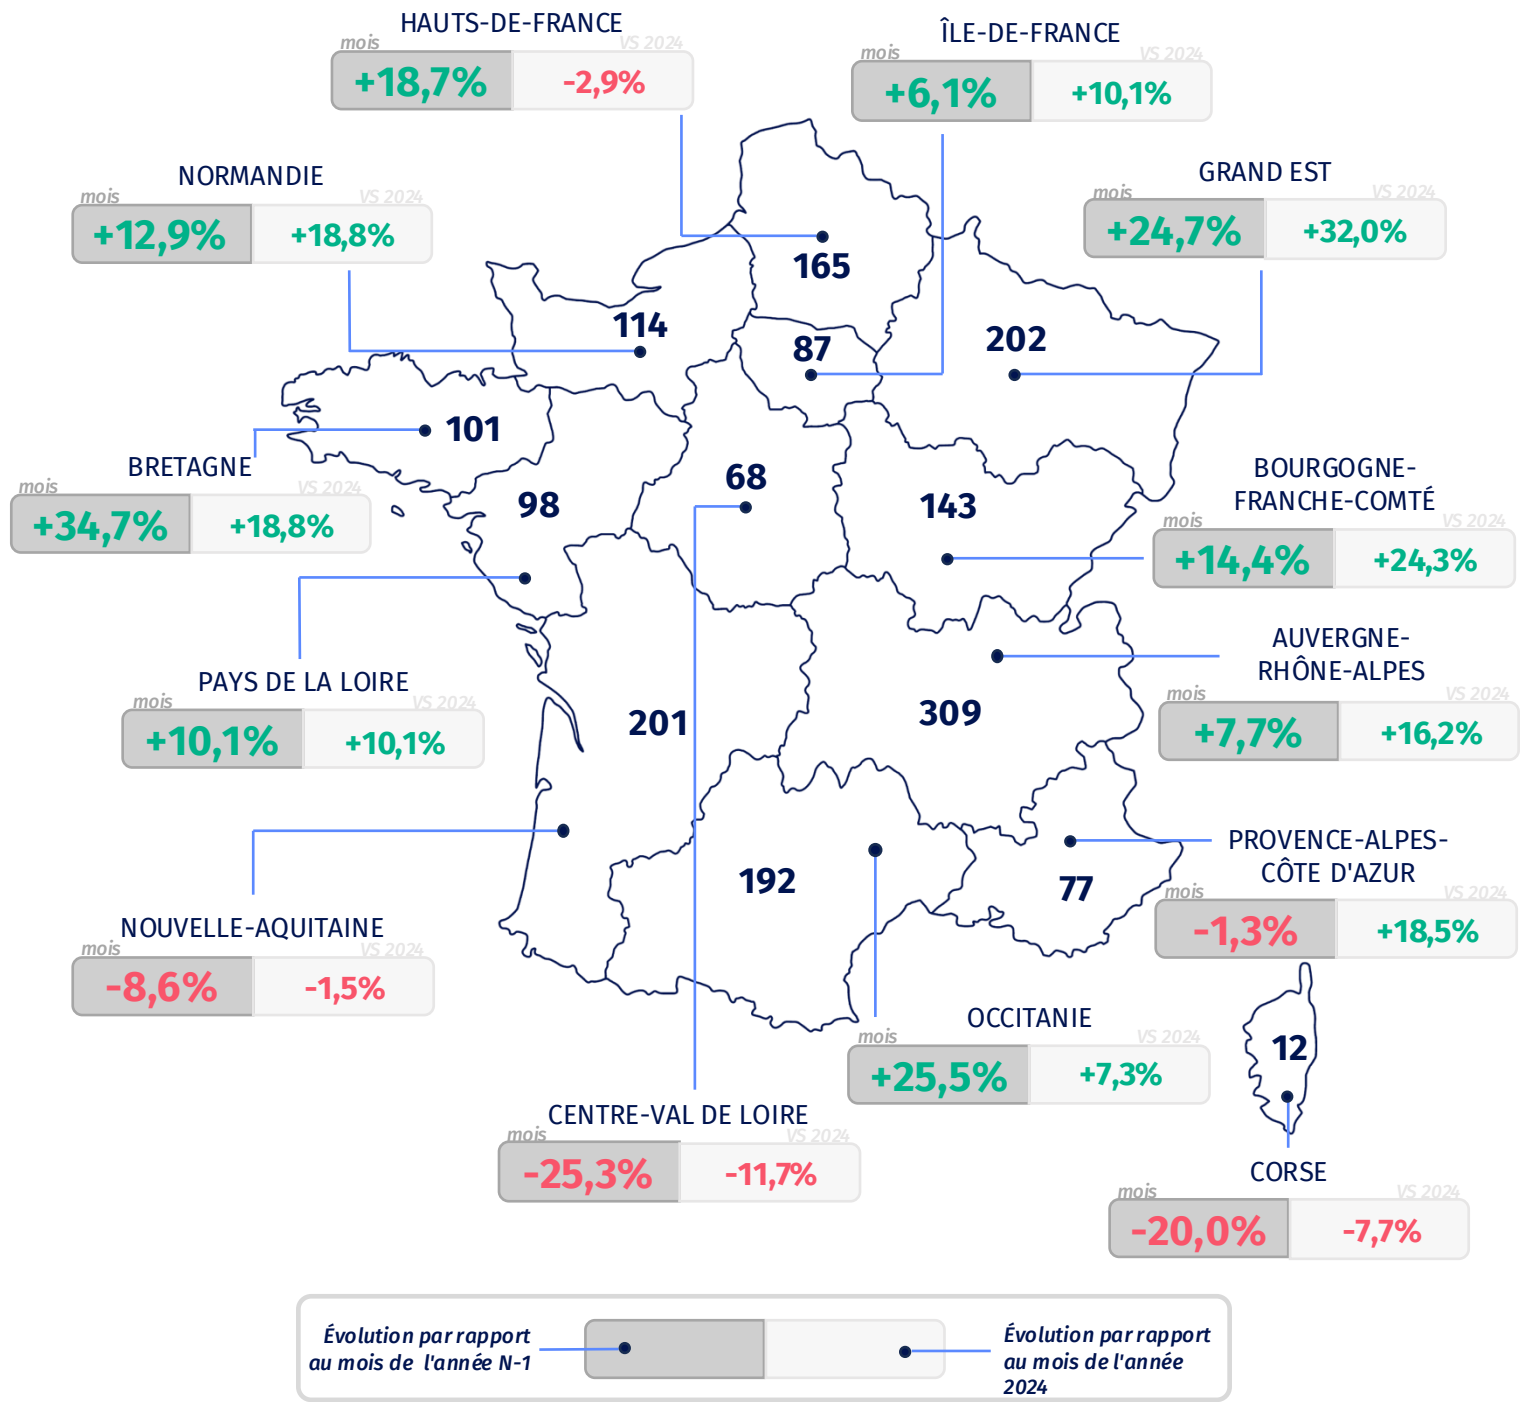 HAUTS-DE-FRANCE
mois VS 2024
+18,7% -2,9%
ÎLE-DE-FRANCE
mois VS 2024
+6,1% +10,1%
NORMANDIE
mois VS 2024
+12,9% +18,8%
GRAND EST
mois VS 2024
+24,7% +32,0%
165
114
87
202
101
BRETAGNE
mois VS 2024
+34,7% +18,8%
68
98
143
BOURGOGNE-
FRANCHE-COMTÉ
mois VS 2024
+14,4% +24,3%
AUVERGNE-
RHÔNE-ALPES
mois VS 2024
+7,7% +16,2%
PAYS DE LA LOIRE
mois VS 2024
+10,1% +10,1%
201
309
PROVENCE-ALPES-
CÔTE D'AZUR
mois VS 2024
-1,3% +18,5%
192
77
NOUVELLE-AQUITAINE
mois VS 2024
-8,6% -1,5%
OCCITANIE
mois VS 2024
+25,5% +7,3%
12
CENTRE-VAL DE LOIRE
mois VS 2024
-25,3% -11,7%
CORSE
mois VS 2024
-20,0% -7,7%
Évolution par rapport
au mois de l'année N-1
Évolution par rapport
au mois de l'année
2024